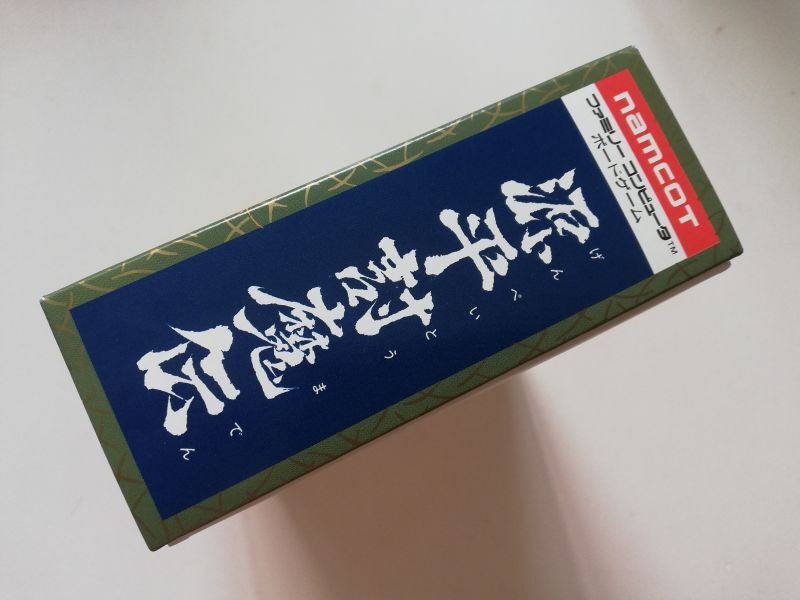 namcot
ファミリーコンピュータ™
ボードゲーム
源平討魔伝
げんぺいとうまでん